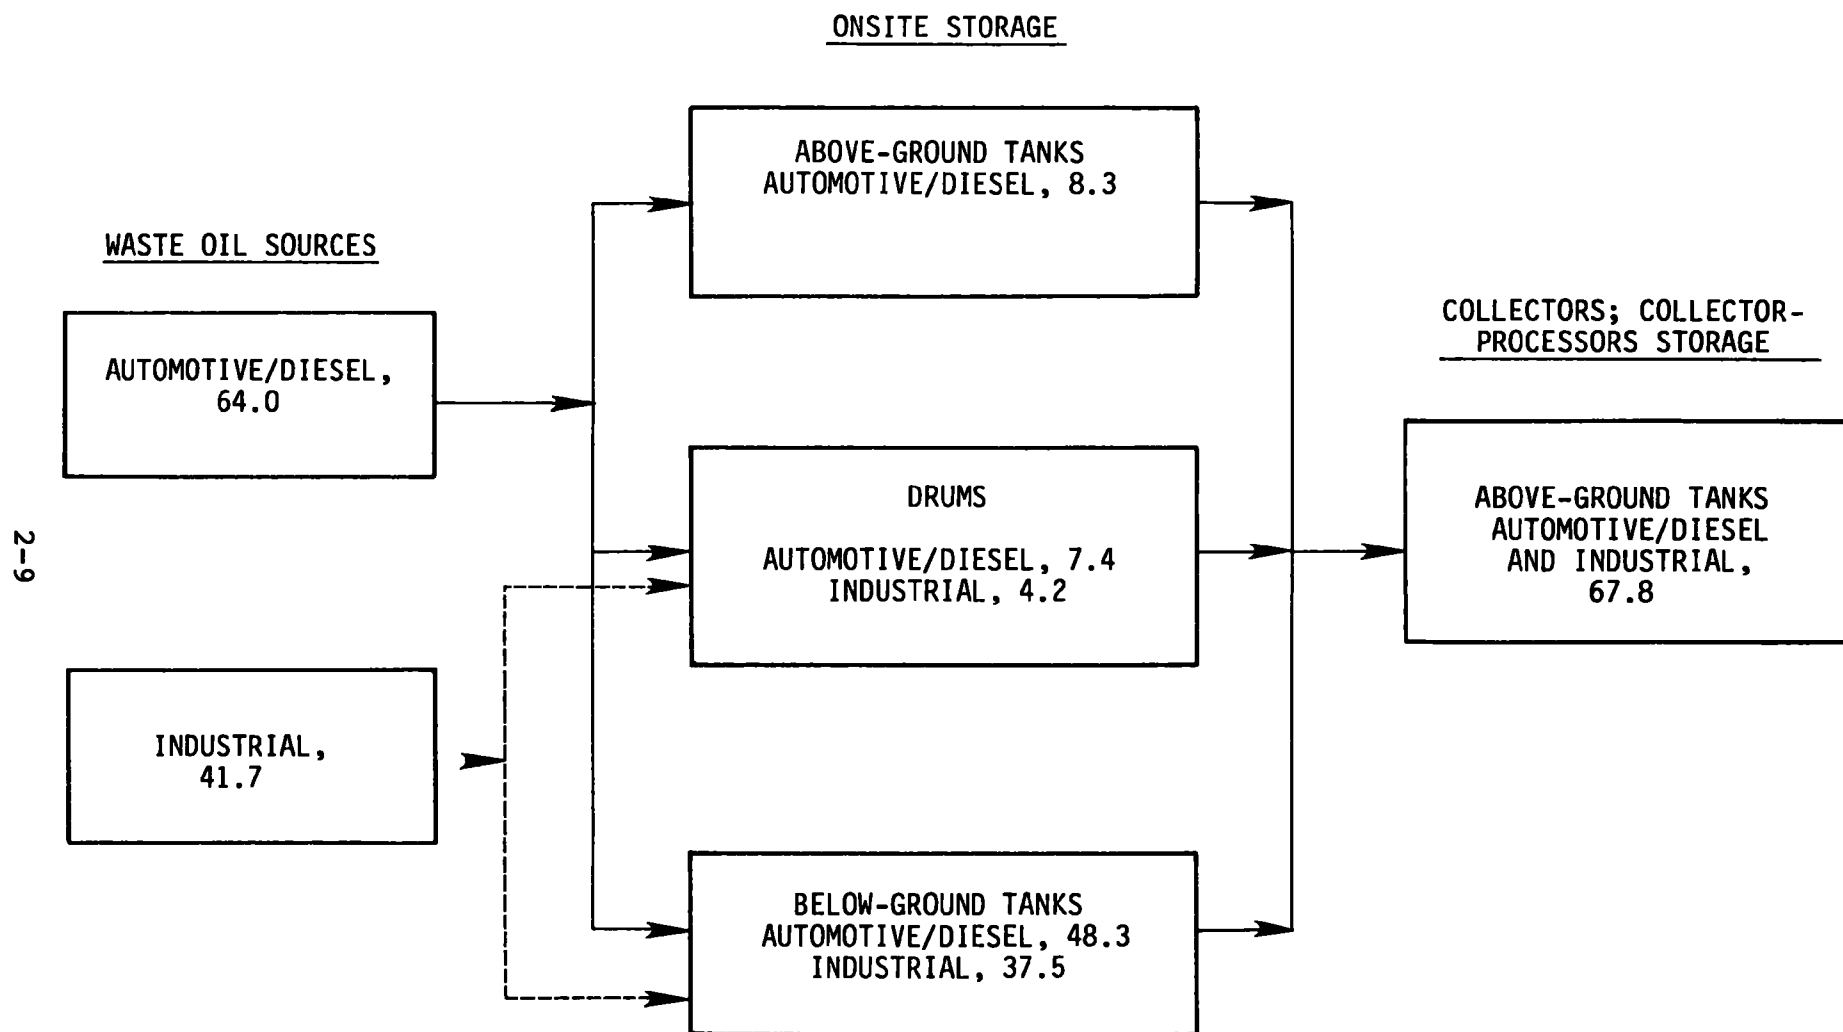 ONSITE STORAGE
WASTE OIL SOURCES
AUTOMOTIVE/DIESEL,
64.0
INDUSTRIAL,
41.7
ABOVE-GROUND TANKS
AUTOMOTIVE/DIESEL, 8.3
DRUMS
AUTOMOTIVE/DIESEL, 7.4
INDUSTRIAL, 4.2
BELOW-GROUND TANKS
AUTOMOTIVE/DIESEL, 48.3
INDUSTRIAL, 37.5
COLLECTORS; COLLECTOR-
PROCESSORS STORAGE
ABOVE-GROUND TANKS
AUTOMOTIVE/DIESEL
AND INDUSTRIAL,
67.8
2-9